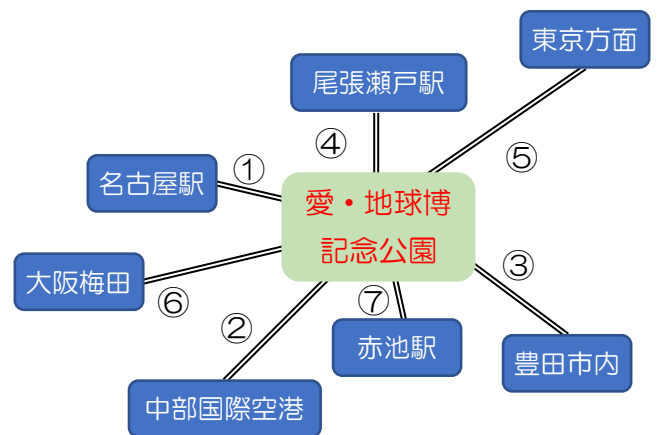 東京方面
尾張瀬戸駅
④
⑤
①
名古屋駅
愛・地球博
記念公園
③
大阪梅田
⑥
⑦
②
赤池駅
豊田市内
中部国際空港